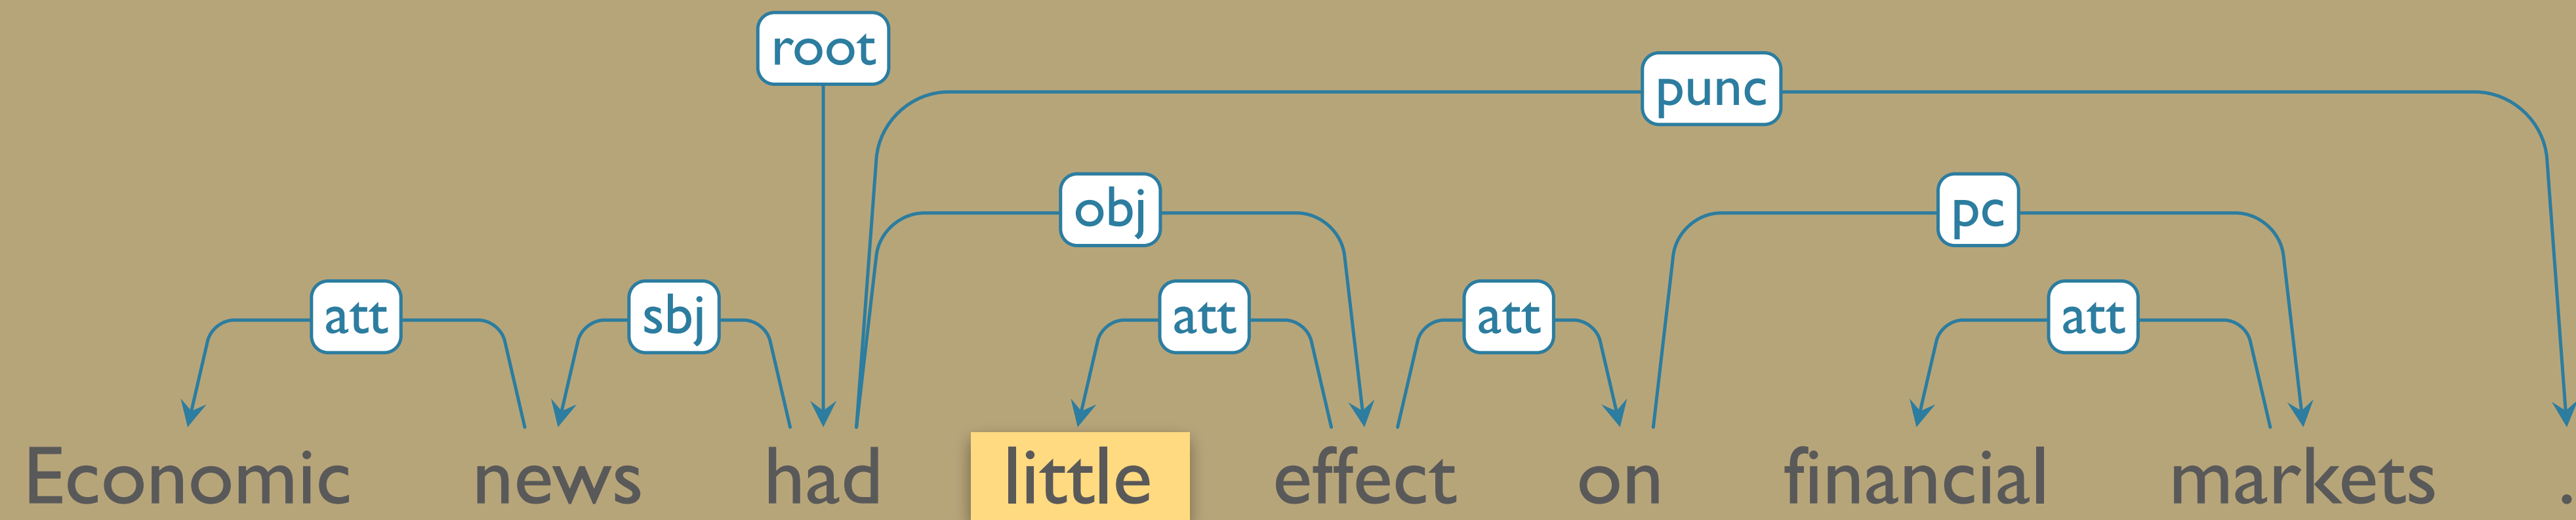 root
punc
obj pc
att sbj att att att
Economic news had little effect on financial markets .